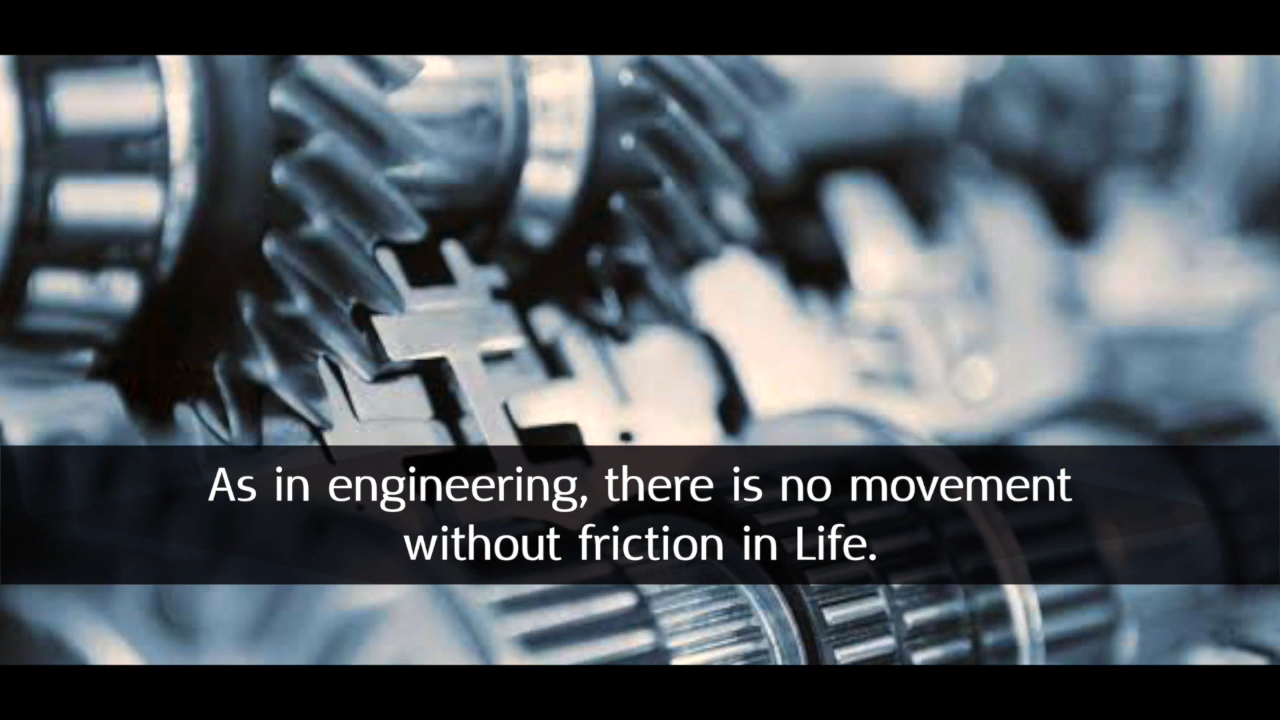 As in engineering, there is no movement
without friction in Life.